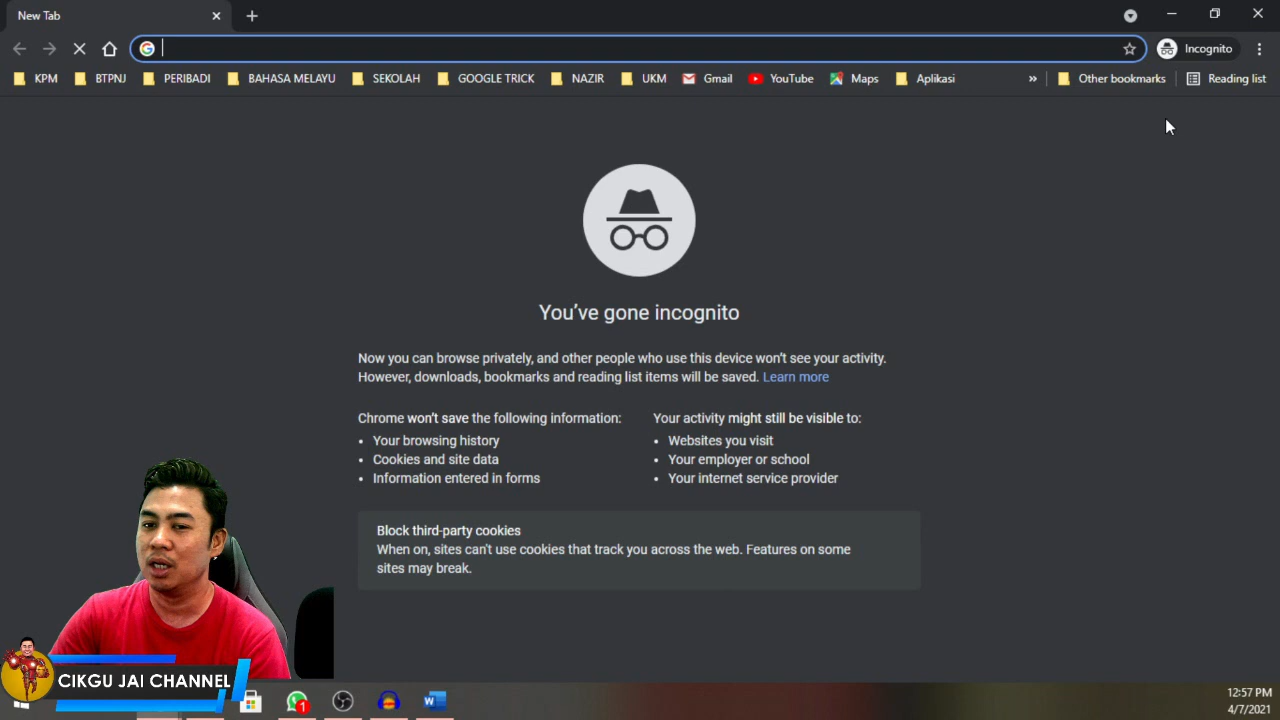 New Tab
Incognito
KPM BTPNJ PERIBADI BAHASA MELAYU SEKOLAH GOOGLE TRICK NAZIR UKM Gmail YouTube Maps Aplikasi » Other bookmarks Reading list
You've gone incognito
Now you can browse privately, and other people who use this device won't see your activity.
However, downloads, bookmarks and reading list items will be saved. Learn more
Chrome won't save the following information:
• Your browsing history
• Cookies and site data
• Information entered in forms
Your activity might still be visible to:
• Websites you visit
• Your employer or school
• Your internet service provider
Block third-party cookies
When on, sites can't use cookies that track you across the web. Features on some
sites may break.
CIKGU JAI CHANNEL
1
W
12:57 PM
4/7/2021